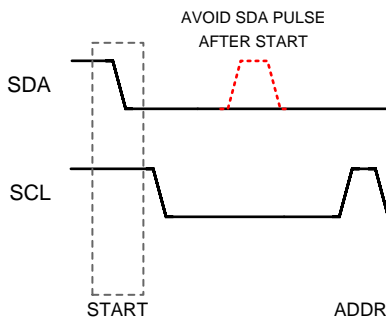 AVOID SDA PULSE
AFTER START
SDA
SCL
START
ADDR